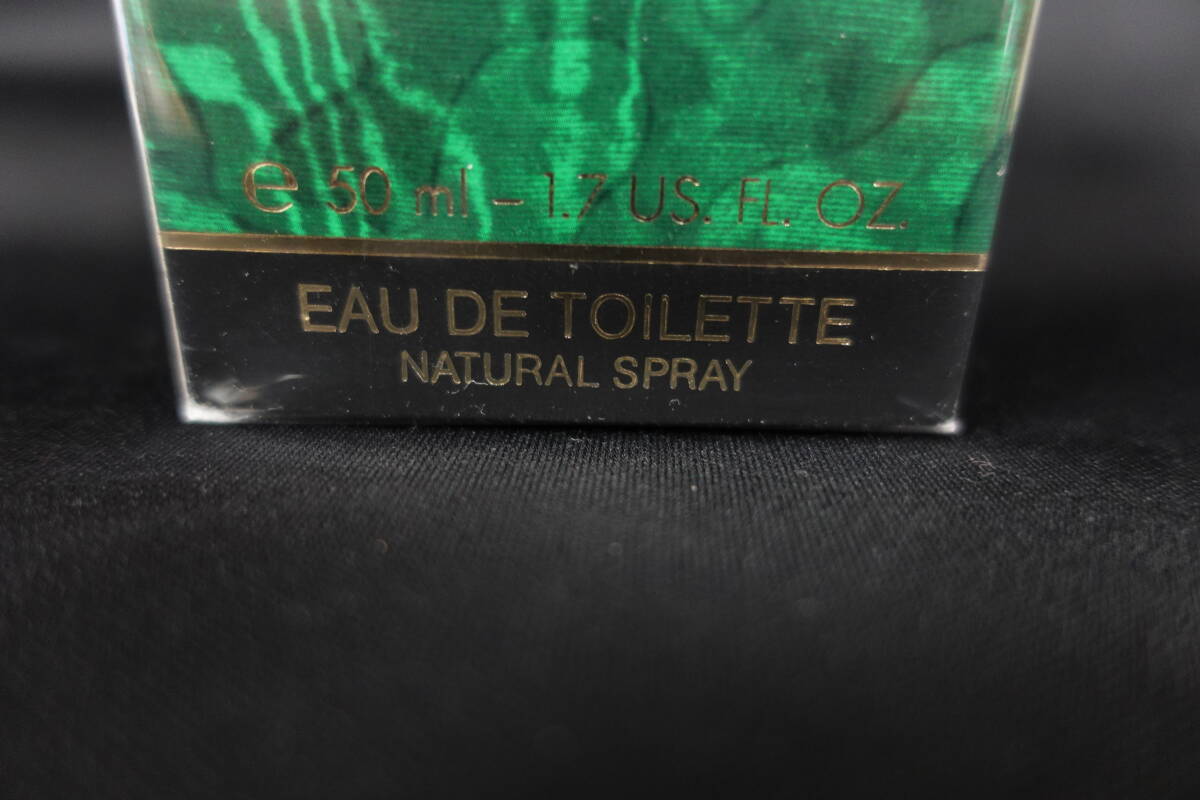 ℮ 50 ml - 1.7 US. FL. OZ.
EAU DE TOILETTE
NATURAL SPRAY